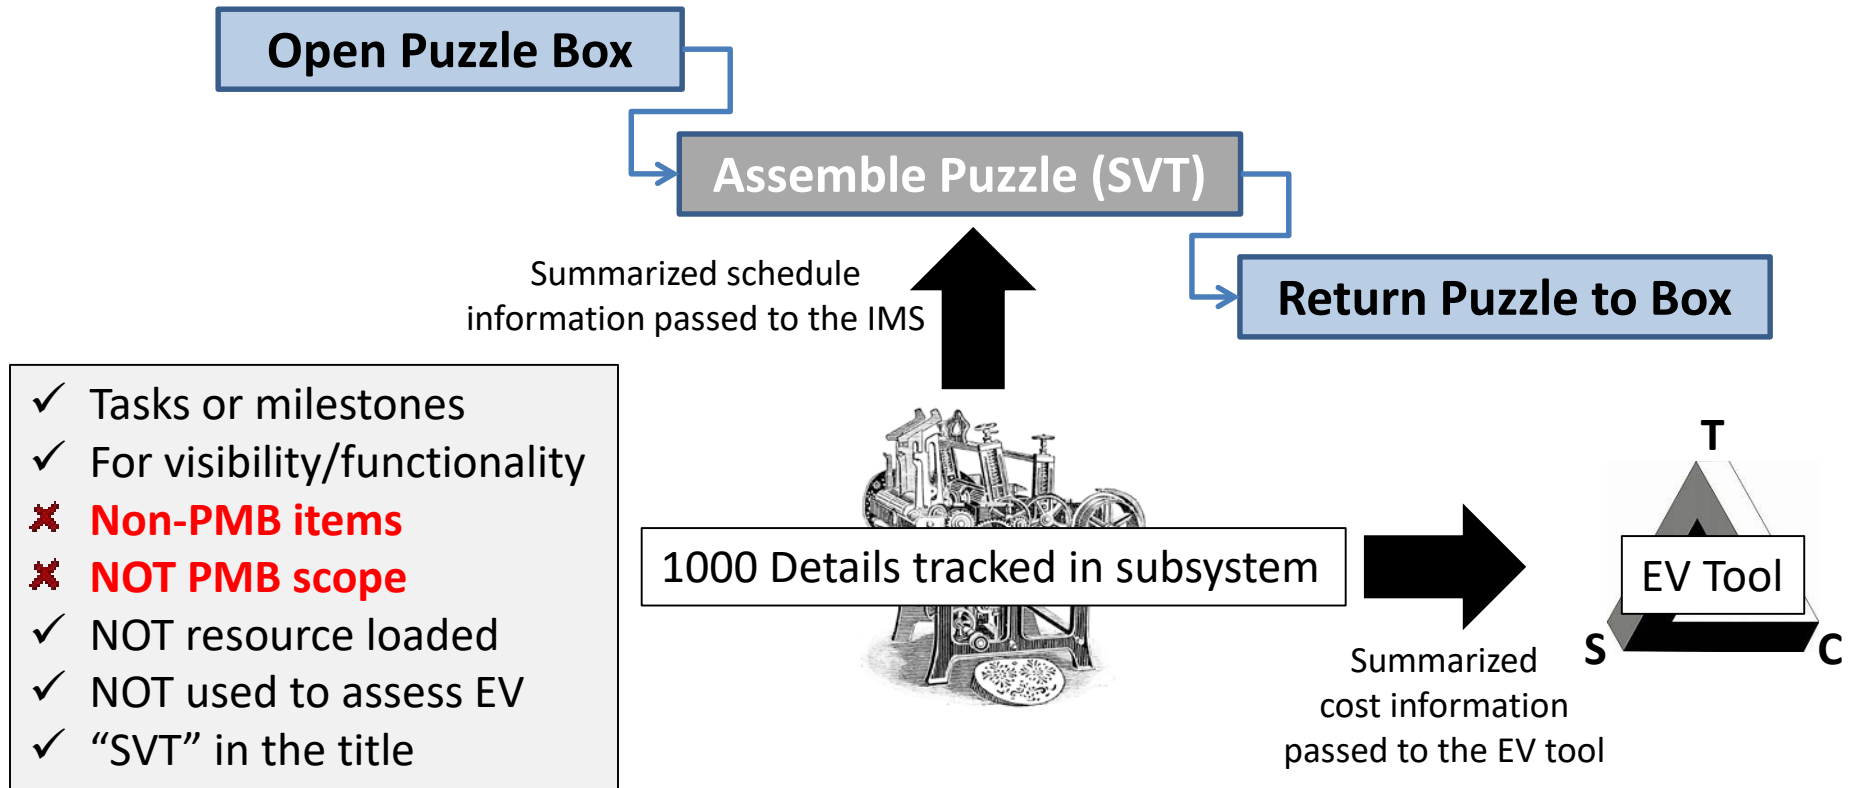 Open Puzzle Box
Assemble Puzzle (SVT)
Summarized schedule
information passed to the IMS
Return Puzzle to Box
✓ Tasks or milestones
✓ For visibility/functionality
✗ Non-PMB items
✗ NOT PMB scope
✓ NOT resource loaded
✓ NOT used to assess EV
✓ “SVT” in the title
1000 Details tracked in subsystem
T
EV Tool
S
C
Summarized
cost information
passed to the EV tool